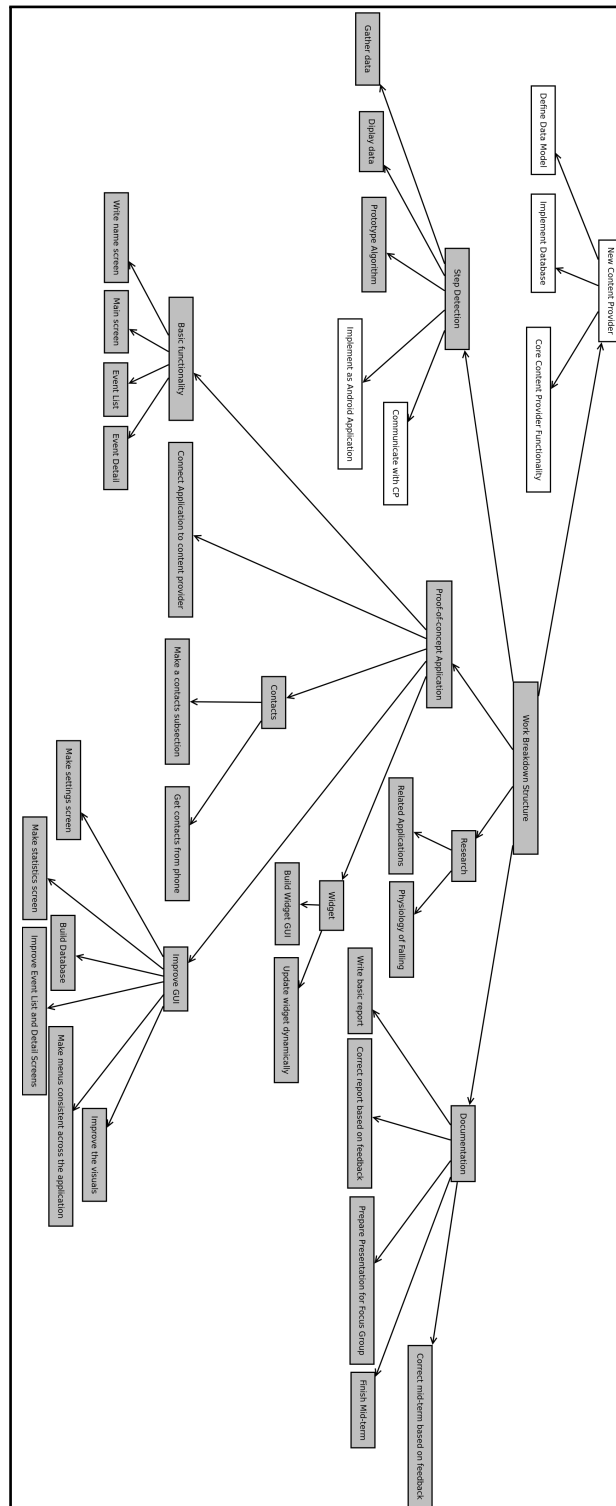 New Content Provider
Define Data Model
Implement Database
Core Content Provider Functionality
Work Breakdown Structure
Step Detection
Research
Documentation
Proof-of-concept Application
Gather data
Diplay data
Prototype Algorithm
Implement as Android Application
Communicate with CP
Related Applications
Physiology of Falling
Write basic report
Correct report based on feedback
Prepare Presentation for Focus Group
Finish Mid-term
Correct mid-term based on feedback
Basic functionality
Connect Application to content provider
Contacts
Widget
Improve GUI
Write name screen
Main screen
Event List
Event Detail
Make a contacts subsection
Get contacts from phone
Build Widget GUI
Update widget dynamically
Make settings screen
Make statistics screen
Build Database
Improve Event List and Detail Screens
Make menus consistent across the application
Improve the visuals